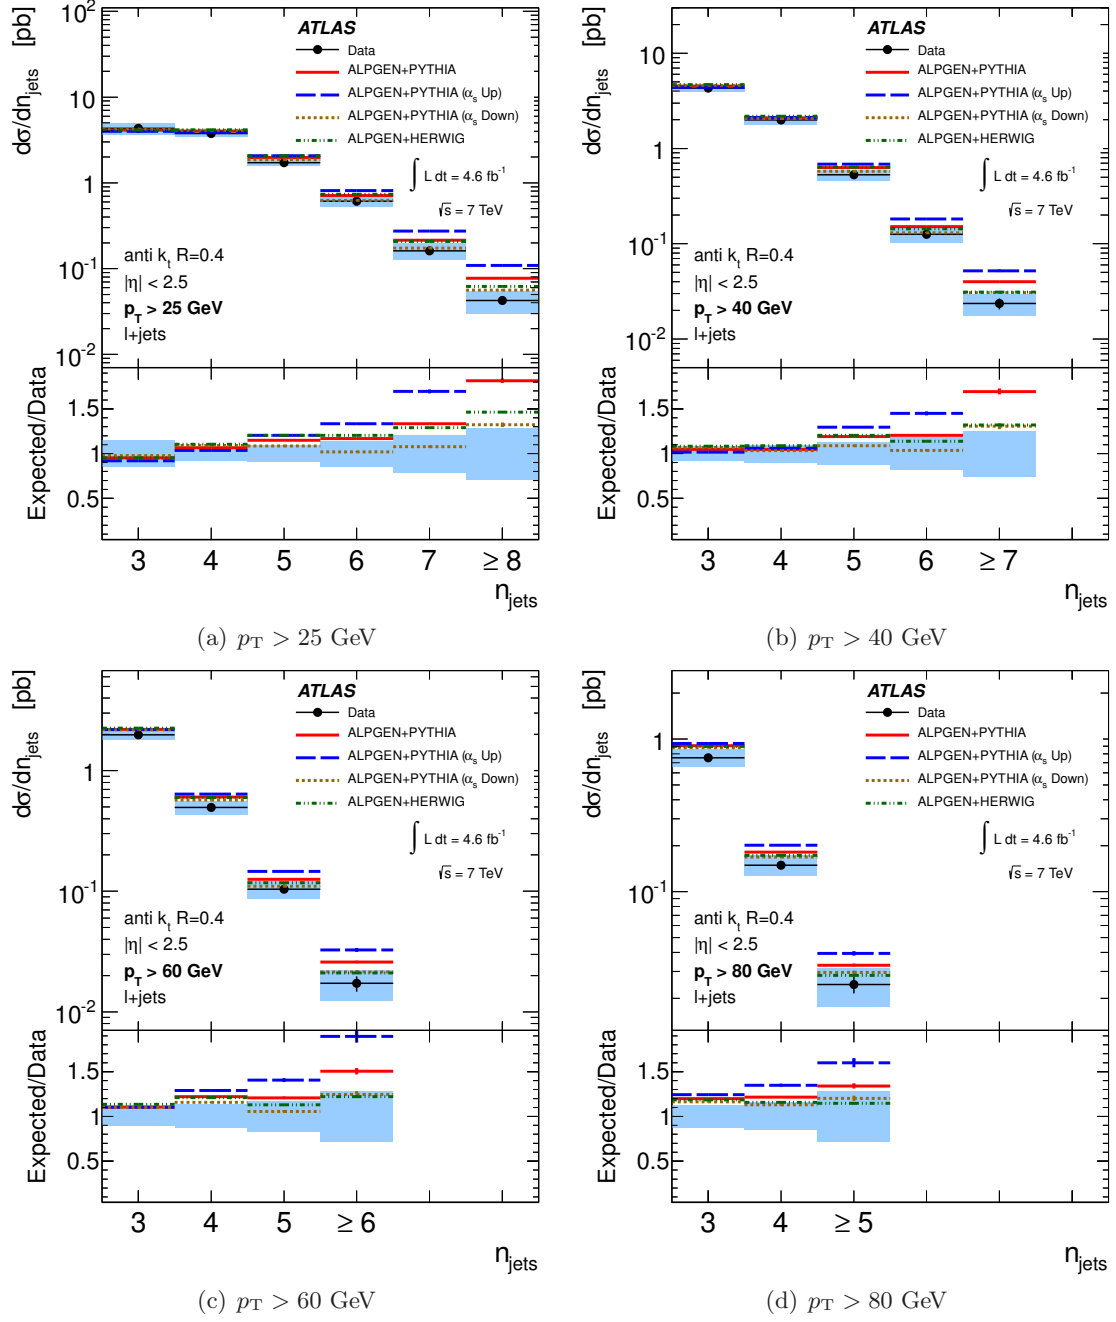 10²
10
1
10⁻¹
10⁻²
dσ/dn_jets [pb]
ATLAS
Data
ALPGEN+PYTHIA
ALPGEN+PYTHIA (α_s Up)
ALPGEN+PYTHIA (α_s Down)
ALPGEN+HERWIG
∫ L dt = 4.6 fb⁻¹
√s = 7 TeV
anti k_t R=0.4
|η| < 2.5
p_T > 25 GeV
l+jets
Expected/Data
1.5
1
0.5
3 4 5 6 7 ≥ 8
n_jets
(a) p_T > 25 GeV
10
1
10⁻¹
10⁻²
dσ/dn_jets [pb]
ATLAS
Data
ALPGEN+PYTHIA
ALPGEN+PYTHIA (α_s Up)
ALPGEN+PYTHIA (α_s Down)
ALPGEN+HERWIG
∫ L dt = 4.6 fb⁻¹
√s = 7 TeV
anti k_t R=0.4
|η| < 2.5
p_T > 40 GeV
l+jets
Expected/Data
1.5
1
0.5
3 4 5 6 ≥ 7
n_jets
(b) p_T > 40 GeV
1
10⁻¹
10⁻²
dσ/dn_jets [pb]
ATLAS
Data
ALPGEN+PYTHIA
ALPGEN+PYTHIA (α_s Up)
ALPGEN+PYTHIA (α_s Down)
ALPGEN+HERWIG
∫ L dt = 4.6 fb⁻¹
√s = 7 TeV
anti k_t R=0.4
|η| < 2.5
p_T > 60 GeV
l+jets
Expected/Data
1.5
1
0.5
3 4 5 ≥ 6
n_jets
(c) p_T > 60 GeV
1
10⁻¹
dσ/dn_jets [pb]
ATLAS
Data
ALPGEN+PYTHIA
ALPGEN+PYTHIA (α_s Up)
ALPGEN+PYTHIA (α_s Down)
ALPGEN+HERWIG
∫ L dt = 4.6 fb⁻¹
√s = 7 TeV
anti k_t R=0.4
|η| < 2.5
p_T > 80 GeV
l+jets
Expected/Data
1.5
1
0.5
3 4 ≥ 5
n_jets
(d) p_T > 80 GeV